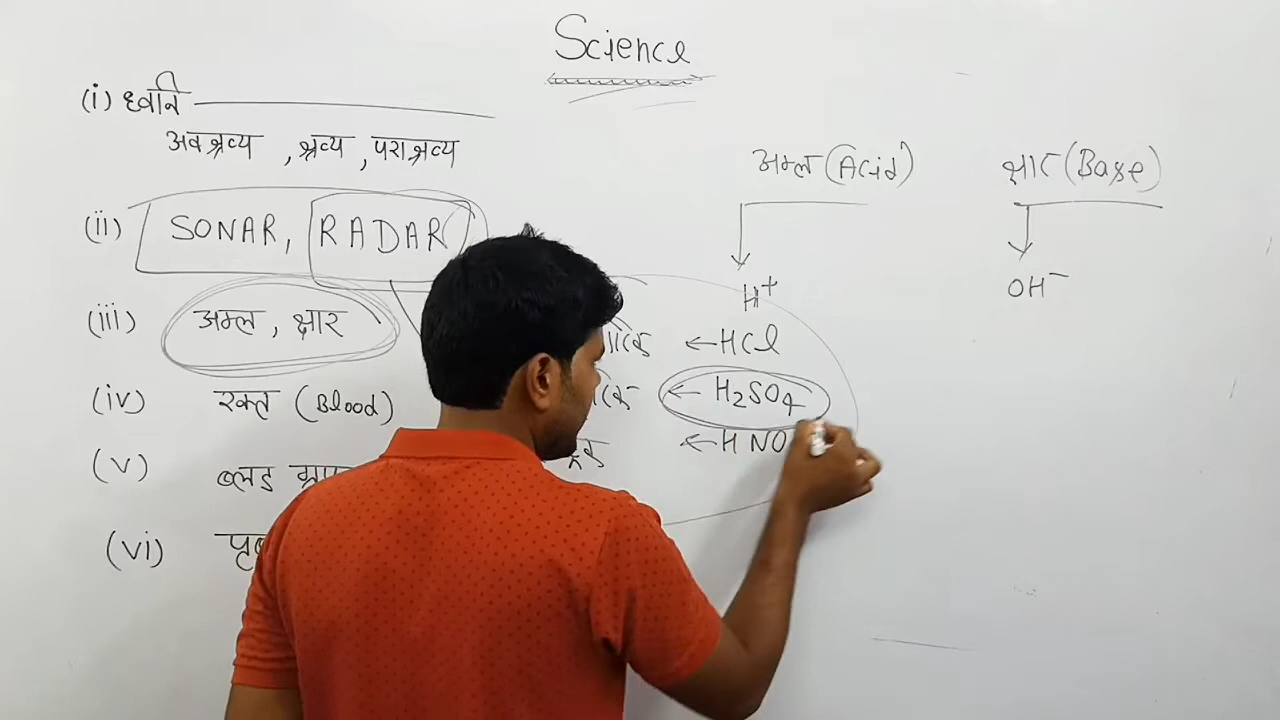 Science
(i) ध्वनि
अवश्रव्य , श्रव्य , पराश्रव्य
(ii) SONAR, RADAR
(iii) अम्ल , क्षार
(iv) रक्त (Blood)
(v) ब्लड
(vi)
अम्ल (Acid)
H+
← HCl
← H2SO4
← HNO
क्षार (Base)
OH-